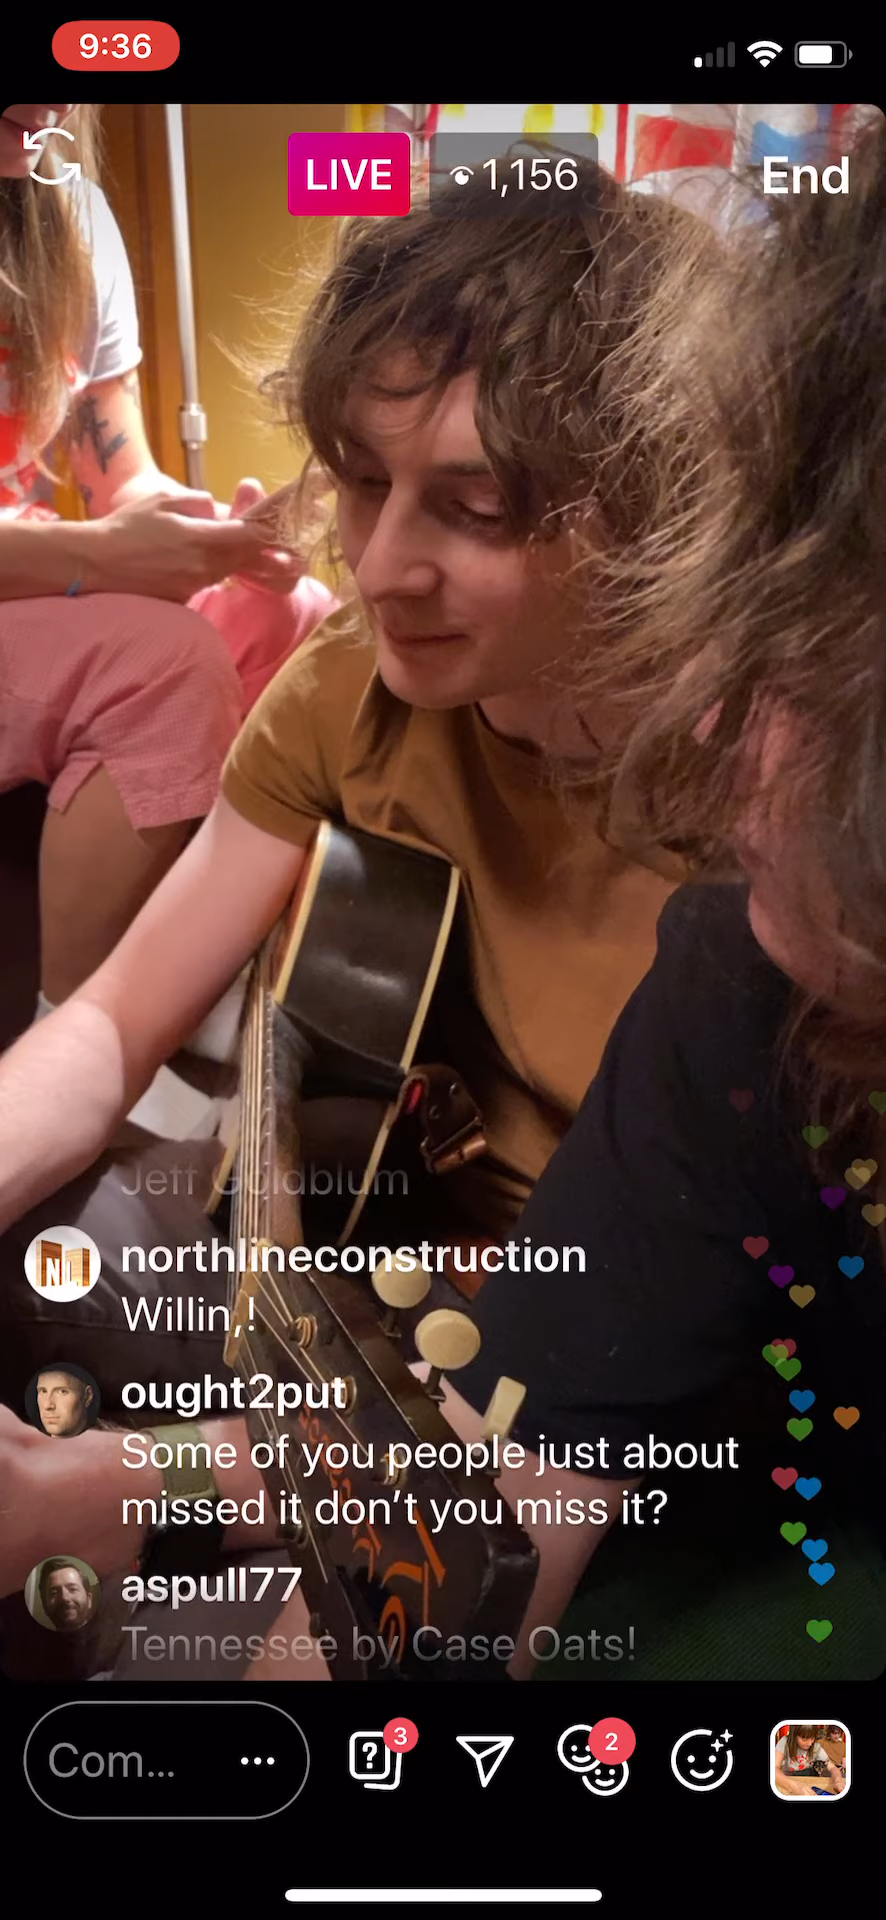 9:36
LIVE
1,156
End
Jeff Goldblum
northlineconstruction
Willin,!
ought2put
Some of you people just about
missed it don’t you miss it?
aspull77
Tennessee by Case Oats!
Com...
...
?
3
2